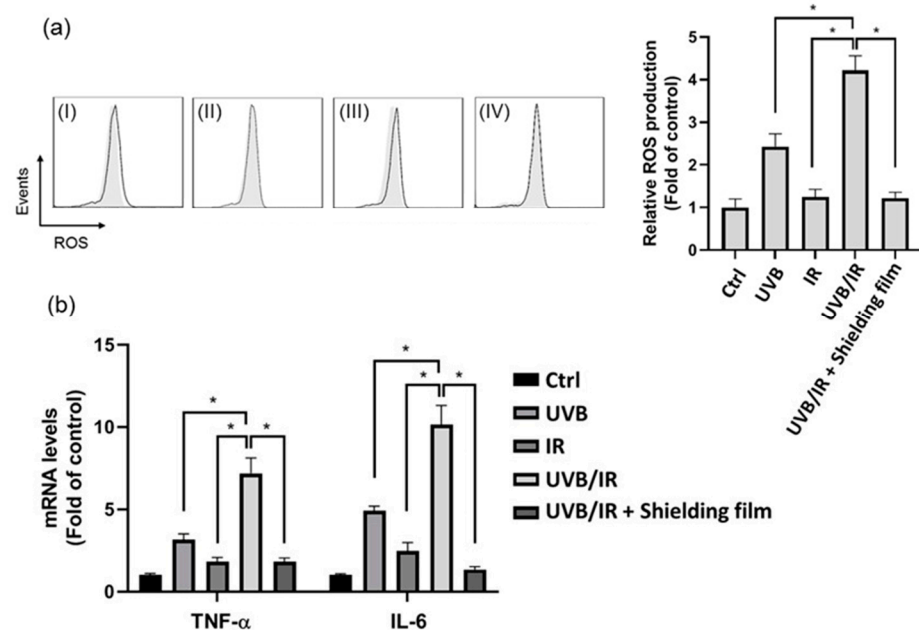 (a)
(I)
(II)
(III)
(IV)
Events
ROS
Relative ROS production
(Fold of control)
5
4
3
2
1
0
*
*
*
Ctrl
UVB
IR
UVB/IR
UVB/IR + Shielding film
(b)
mRNA levels
(Fold of control)
15
10
5
0
*
*
*
*
*
*
TNF-α
IL-6
Ctrl
UVB
IR
UVB/IR
UVB/IR + Shielding film